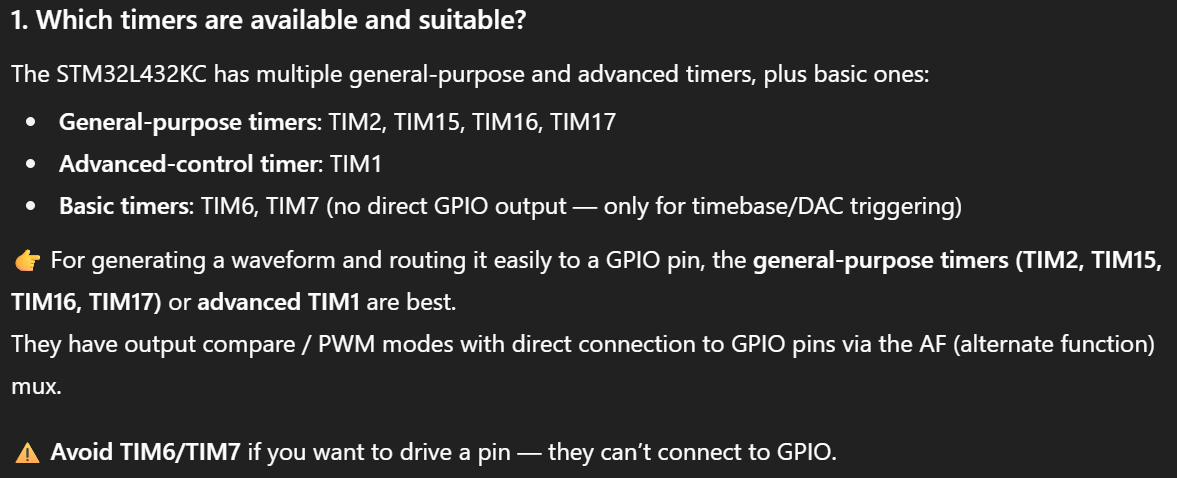 1. Which timers are available and suitable?
The STM32L432KC has multiple general-purpose and advanced timers, plus basic ones:
• General-purpose timers: TIM2, TIM15, TIM16, TIM17
• Advanced-control timer: TIM1
• Basic timers: TIM6, TIM7 (no direct GPIO output — only for timebase/DAC triggering)
👉 For generating a waveform and routing it easily to a GPIO pin, the general-purpose timers (TIM2, TIM15,
TIM16, TIM17) or advanced TIM1 are best.
They have output compare / PWM modes with direct connection to GPIO pins via the AF (alternate function)
mux.
⚠️ Avoid TIM6/TIM7 if you want to drive a pin — they can’t connect to GPIO.